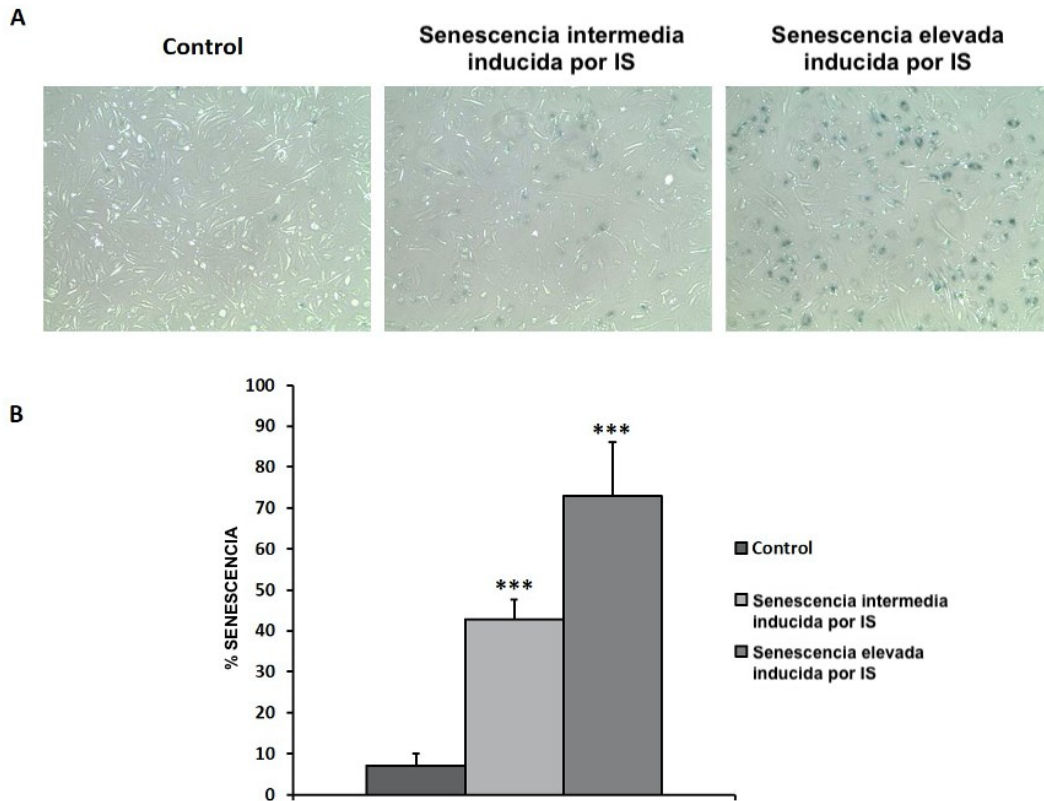 A
Control
Senescencia intermedia
inducida por IS
Senescencia elevada
inducida por IS
B
% SENESCENCIA
100
90
80
70
60
50
40
30
20
10
0
***
***
Control
Senescencia intermedia
inducida por IS
Senescencia elevada
inducida por IS